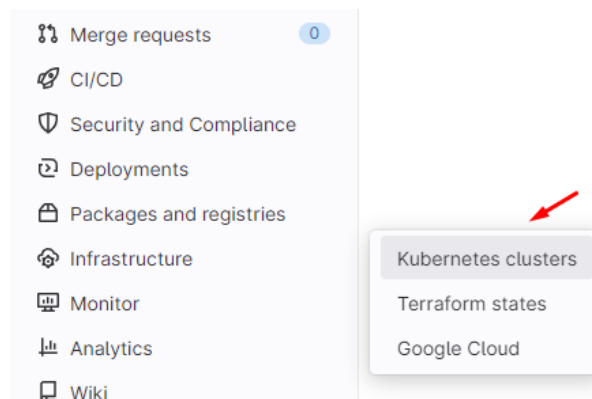 Merge requests 0
CI/CD
Security and Compliance
Deployments
Packages and registries
Infrastructure
Monitor
Analytics
Wiki
Kubernetes clusters
Terraform states
Google Cloud